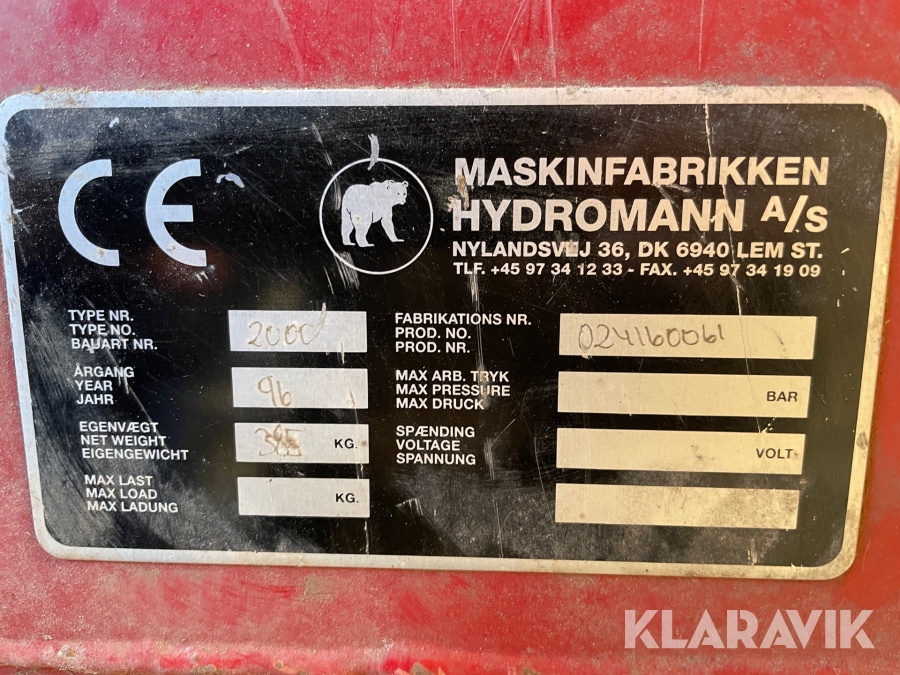 CE
MASKINFABRIKKEN
HYDROMANN A/S
NYLANDSVEJ 36, DK 6940 LEM ST.
TLF. +45 97 34 12 33 - FAX. +45 97 34 19 09
TYPE NR.
TYPE NO.
BAUART NR.
2000
ÅRGANG
YEAR
JAHR
96
EGENVÆGT
NET WEIGHT
EIGENGEWICHT
KG.
MAX LAST
MAX LOAD
MAX LADUNG
KG.
FABRIKATIONS NR.
PROD. NO.
PROD. NR.
024160061
MAX ARB. TRYK
MAX PRESSURE
MAX DRUCK
BAR
SPÆNDING
VOLTAGE
SPANNUNG
VOLT
KLARAVIK